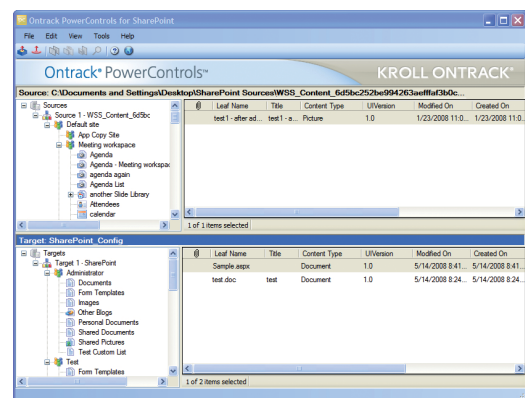 Ontrack PowerControls for SharePoint
File Edit View Tools Help
Ontrack® PowerControls™ KROLL ONTRACK®
Source: C:\Documents and Settings\Desktop\SharePoint Sources\WSS_Content_6d5bc252be994263aefffaf3b0c...
Sources
Source 1 - WSS_Content_6d5bc
Default site
App Copy Site
Meeting workspace
Agenda
Agenda - Meeting workspac
agenda again
Agenda List
another Slide Library
Attendees
calendar
Leaf Name Title Content Type UIVersion Modified On Created On
test1 - after ad... test1 - a... Picture 1.0 1/23/2008 11:0... 1/23/2008 11:0...
1 of 1 items selected
Target: SharePoint_Config
Targets
Target 1 - SharePoint
Administrator
Documents
Form Templates
Images
Other Blogs
Personal Documents
Shared Documents
Shared Pictures
Test Custom List
Test
Form Templates
Leaf Name Title Content Type UIVersion Modified On Created On
Sample.aspx Document 1.0 5/14/2008 8:41... 5/14/2008 8:41...
test.doc test Document 1.0 5/14/2008 8:24... 5/14/2008 8:24...
1 of 2 items selected